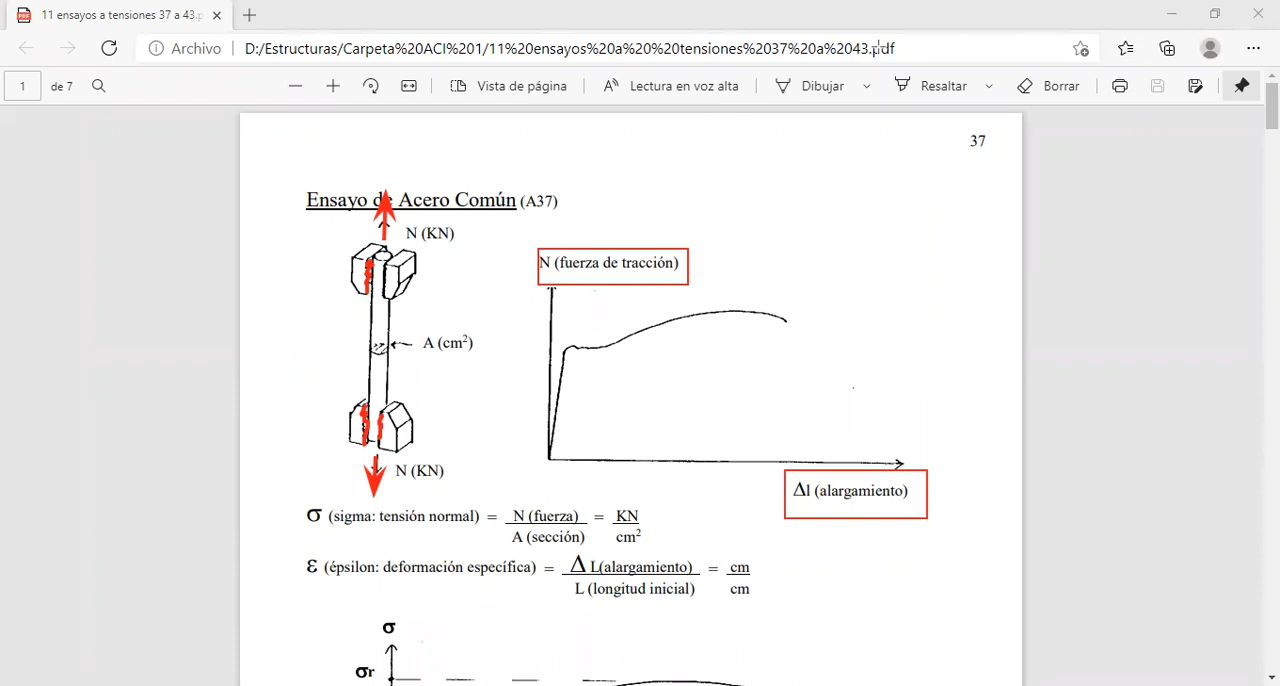 11 ensayos a tensiones 37 a 43.p
Archivo D:/Estructuras/Carpeta%20ACI%201/11%20ensayos%20a%20%20tensiones%2037%20a%2043.pdf
1 de 7 Vista de página Lectura en voz alta Dibujar Resaltar Borrar
37
Ensayo de Acero Común (A37)
N (KN)
N (fuerza de tracción)
A (cm²)
N (KN)
Δl (alargamiento)
σ (sigma: tensión normal) = N (fuerza) = KN
A (sección) cm²
ε (épsilon: deformación específica) = Δ L(alargamiento) = cm
L (longitud inicial) cm
σ
σr